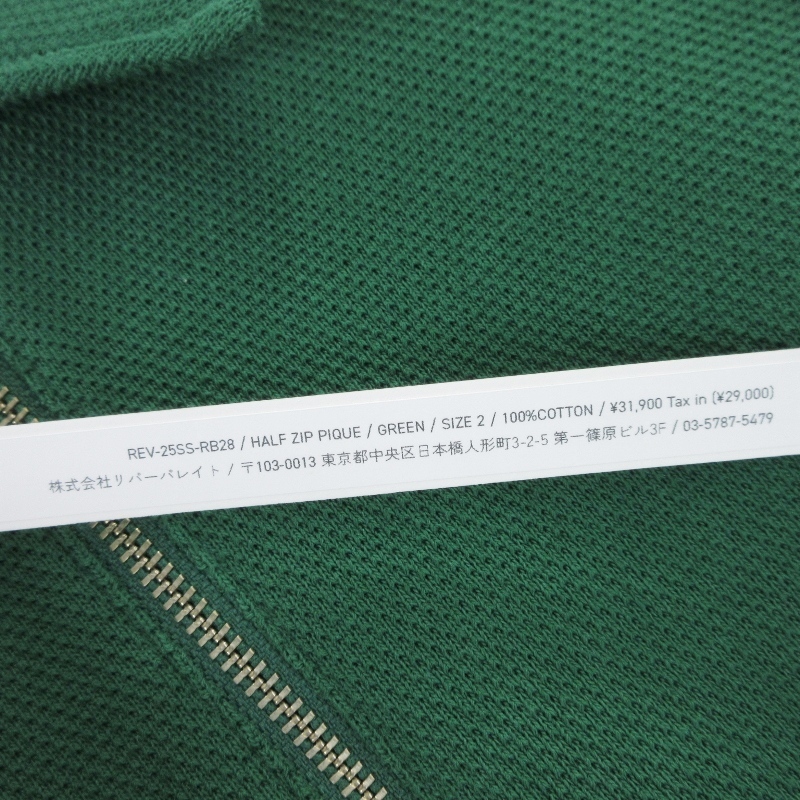 REV-25SS-RB28 / HALF ZIP PIQUE / GREEN / SIZE 2 / 100%COTTON / ¥31,900 Tax in (¥29,000)
株式会社リバーバレイト / 〒103-0013 東京都中央区日本橋人形町3-2-5 第一篠原ビル3F / 03-5787-5479